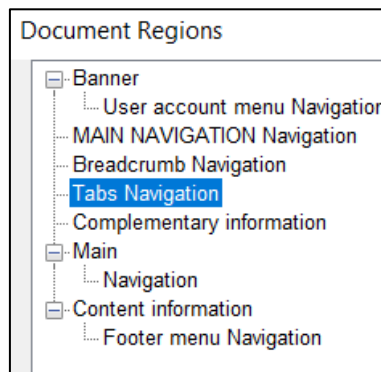 Document Regions
Banner
User account menu Navigation
MAIN NAVIGATION Navigation
Breadcrumb Navigation
Tabs Navigation
Complementary information
Main
Navigation
Content information
Footer menu Navigation